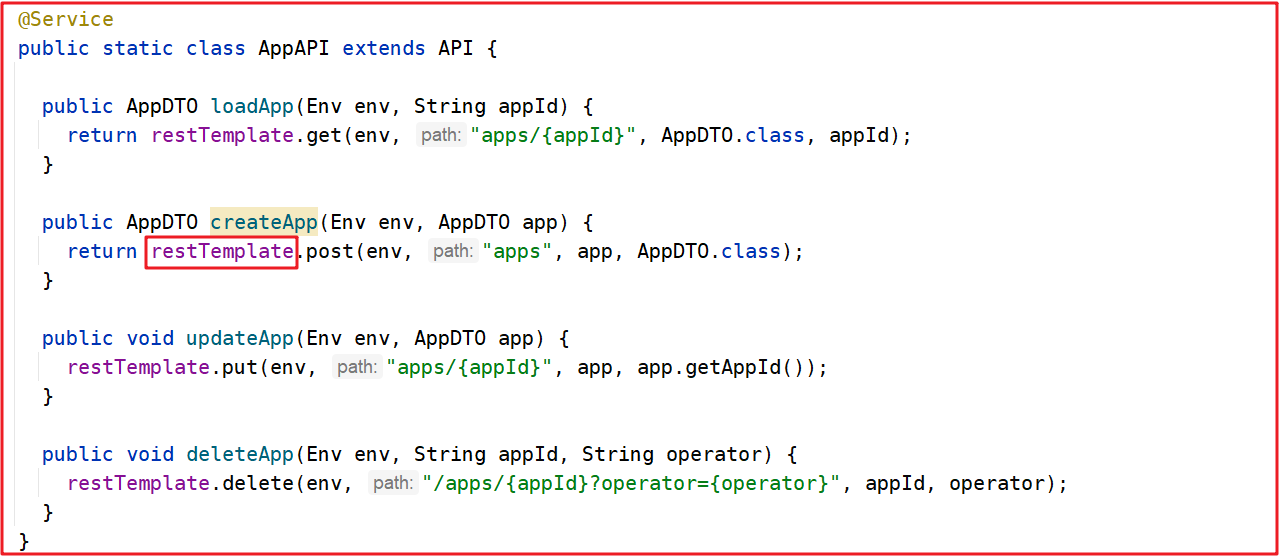 @Service
public static class AppAPI extends API {
public AppDTO loadApp(Env env, String appId) {
return restTemplate.get(env, path: "apps/{appId}", AppDTO.class, appId);
}
public AppDTO createApp(Env env, AppDTO app) {
return restTemplate.post(env, path: "apps", app, AppDTO.class);
}
public void updateApp(Env env, AppDTO app) {
restTemplate.put(env, path: "apps/{appId}", app, app.getAppId());
}
public void deleteApp(Env env, String appId, String operator) {
restTemplate.delete(env, path: "/apps/{appId}?operator={operator}", appId, operator);
}
}